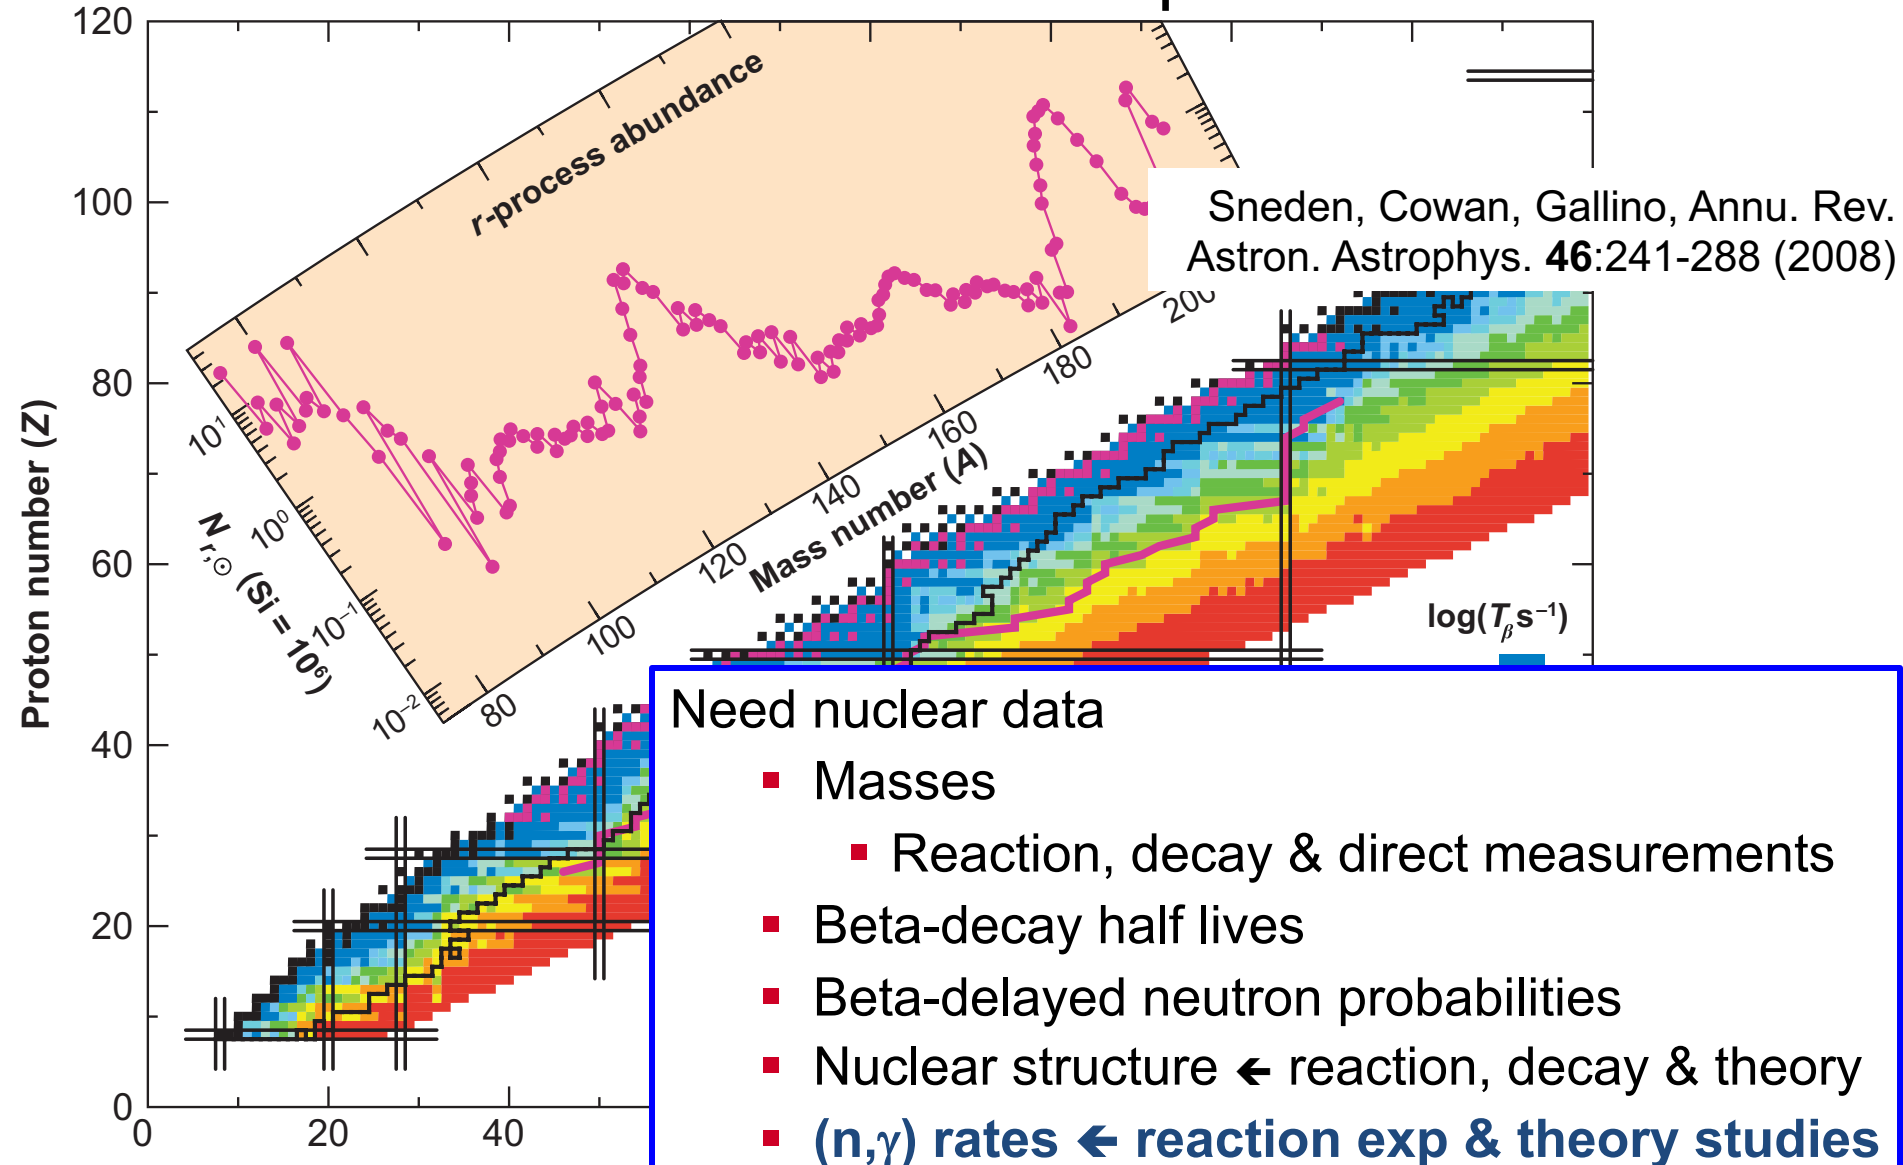 120
100
80
60
40
20
0
Proton number (Z)
0
20
40
r-process abundance
10¹
10⁰
10⁻¹
10⁻²
N r,⊙ (Si = 10⁶)
80
100
120
140
160
180
200
Mass number (A)
Sneden, Cowan, Gallino, Annu. Rev.
Astron. Astrophys. 46:241-288 (2008)
log(Tβ s⁻¹)
Need nuclear data
▪ Masses
▪ Reaction, decay & direct measurements
▪ Beta-decay half lives
▪ Beta-delayed neutron probabilities
▪ Nuclear structure ← reaction, decay & theory
▪ (n,γ) rates ← reaction exp & theory studies